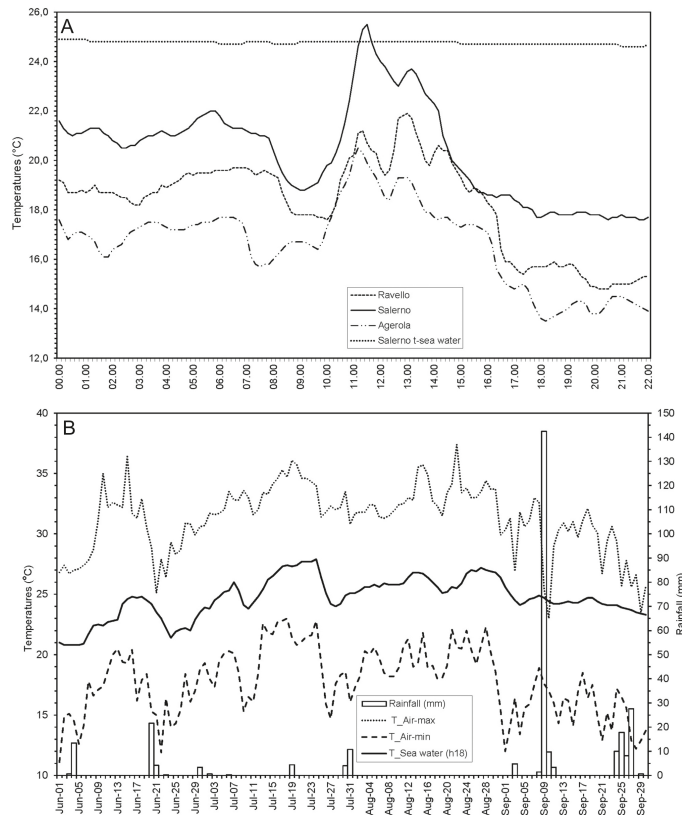 A
26,0
24,0
22,0
20,0
18,0
16,0
14,0
12,0
Temperatures (°C)
Ravello
Salerno
Agerola
Salerno t-sea water
00.00
01.00
02.00
03.00
04.00
05.00
06.00
07.00
08.00
09.00
10.00
11.00
12.00
13.00
14.00
15.00
16.00
17.00
18.00
19.00
20.00
21.00
22.00
B
40
35
30
25
20
15
10
Temperatures (°C)
150
140
130
120
110
100
90
80
70
60
50
40
30
20
10
0
Rainfall (mm)
Rainfall (mm)
T_Air-max
T_Air-min
T_Sea water (h18)
Jun-01
Jun-05
Jun-09
Jun-13
Jun-17
Jun-21
Jun-25
Jun-29
Jul-03
Jul-07
Jul-11
Jul-15
Jul-19
Jul-23
Jul-27
Jul-31
Aug-04
Aug-08
Aug-12
Aug-16
Aug-20
Aug-24
Aug-28
Sep-01
Sep-05
Sep-09
Sep-13
Sep-17
Sep-21
Sep-25
Sep-29